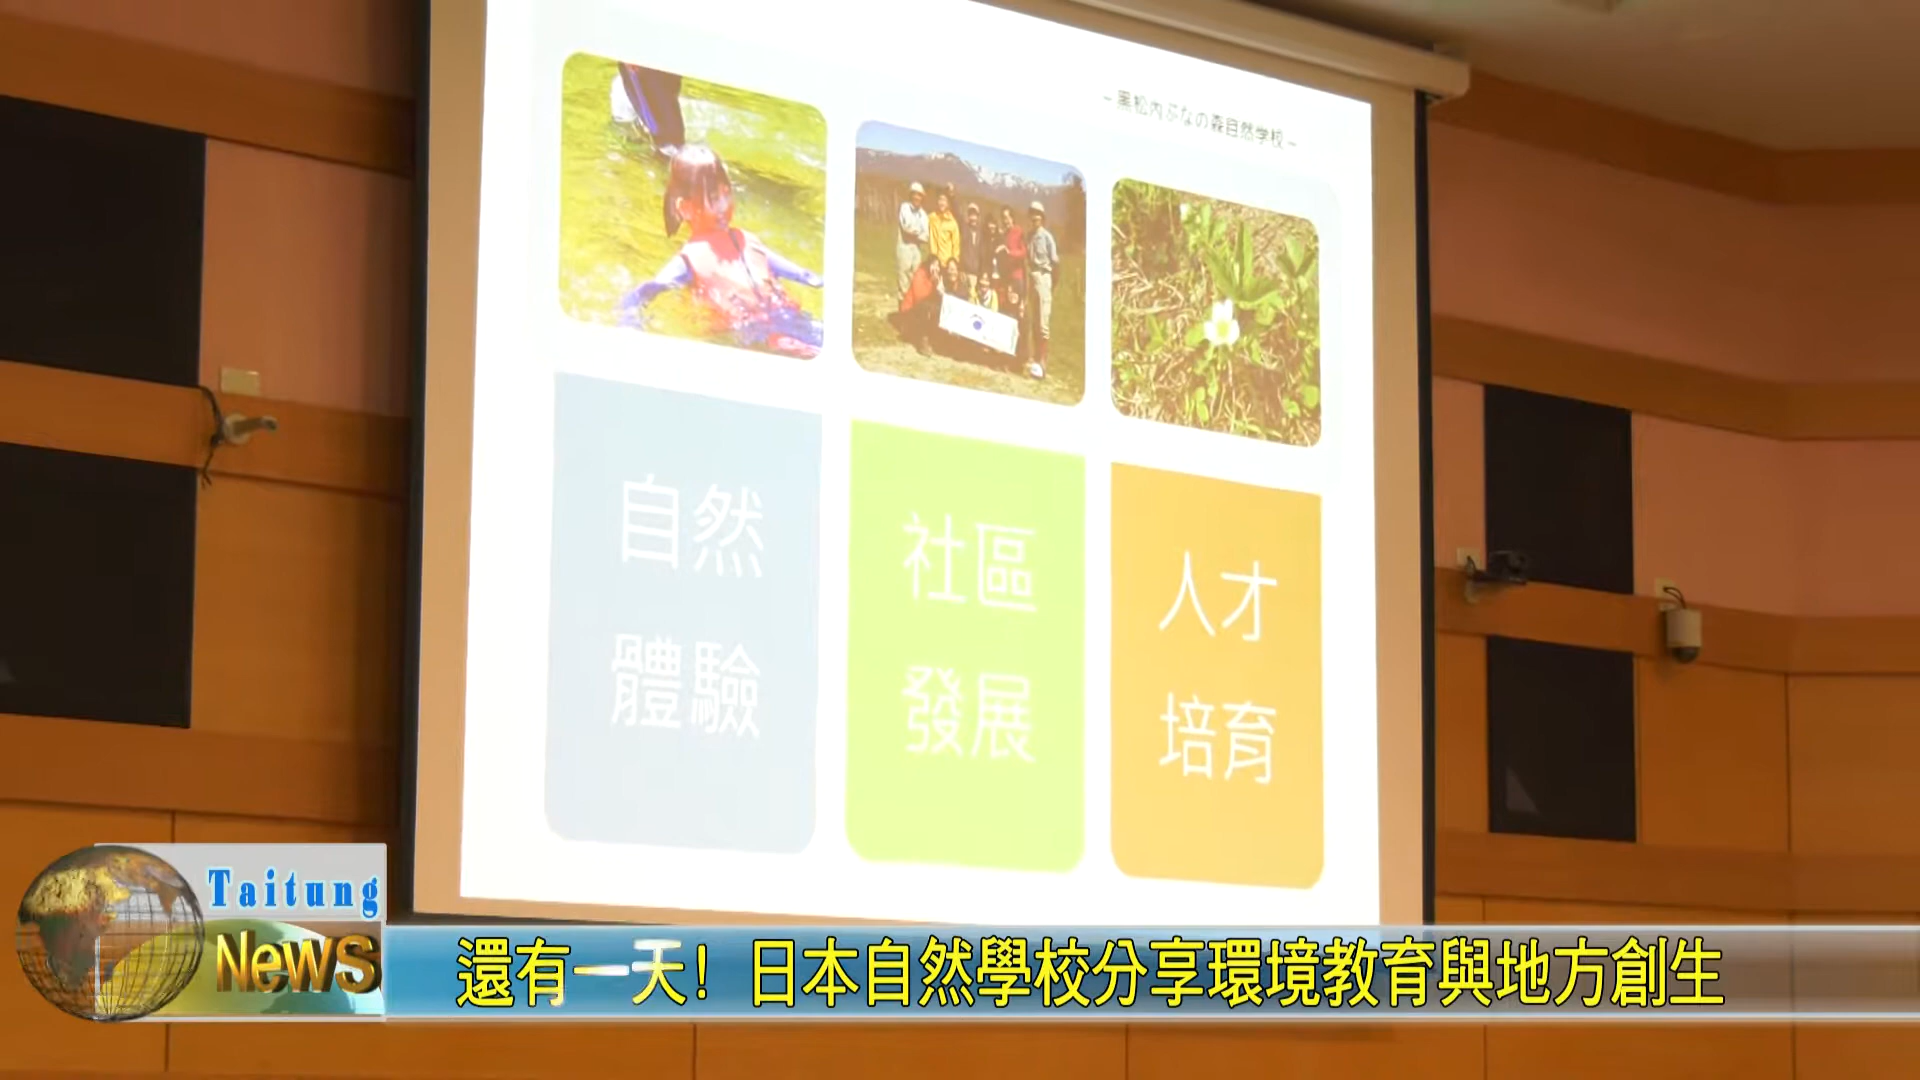 －黒松内ぶなの森自然学校－
自然
體驗
社區
發展
人才
培育
Taitung
News
還有一天！日本自然學校分享環境教育與地方創生